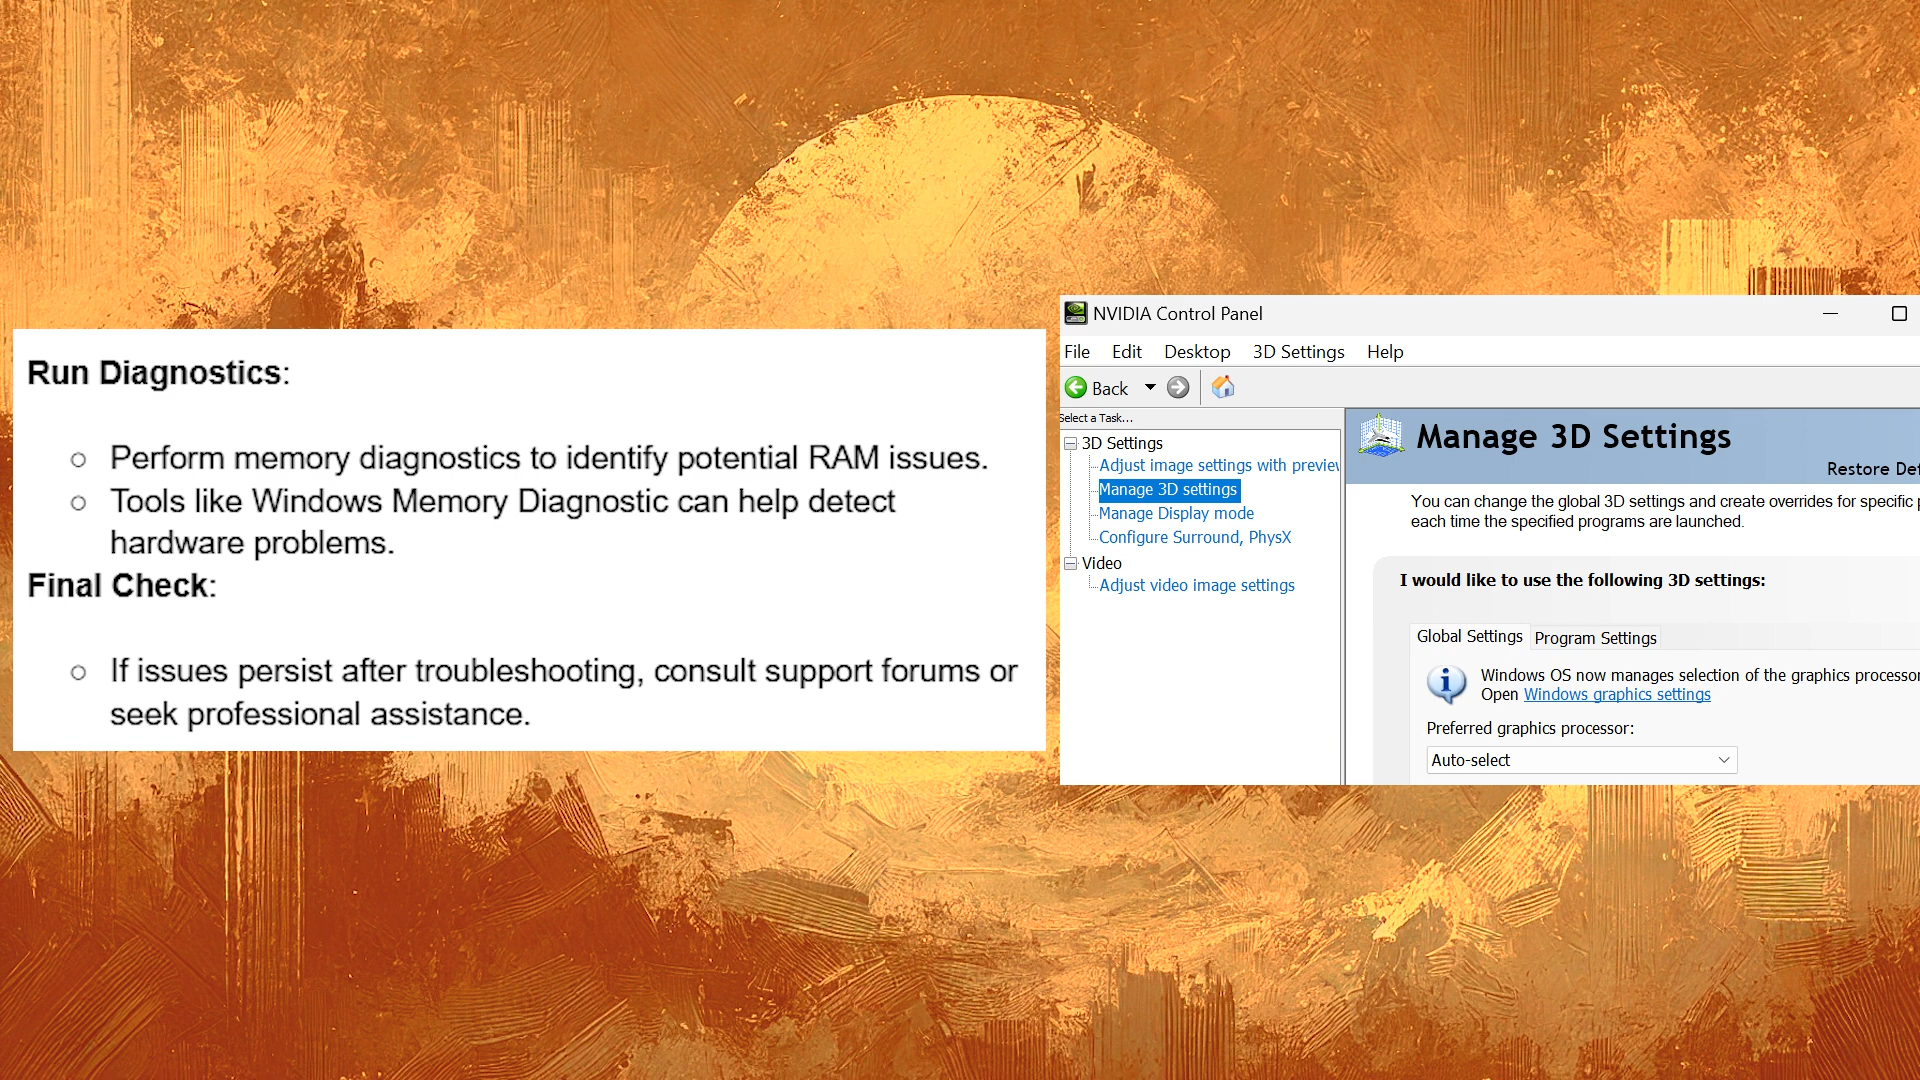 Run Diagnostics:
○ Perform memory diagnostics to identify potential RAM issues.
○ Tools like Windows Memory Diagnostic can help detect
hardware problems.
Final Check:
○ If issues persist after troubleshooting, consult support forums or
seek professional assistance.
NVIDIA Control Panel
File Edit Desktop 3D Settings Help
Back
Select a Task...
3D Settings
Adjust image settings with
Manage 3D settings
Manage Display mode
Configure Surround, PhysX
Video
Adjust video image settings
Manage 3D Settings
Restore
You can change the global 3D settings and create overrides for specific
each time the specified programs are launched.
I would like to use the following 3D settings:
Global Settings Program Settings
Windows OS now manages selection of the graphics processor
Open Windows graphics settings
Preferred graphics processor:
Auto-select